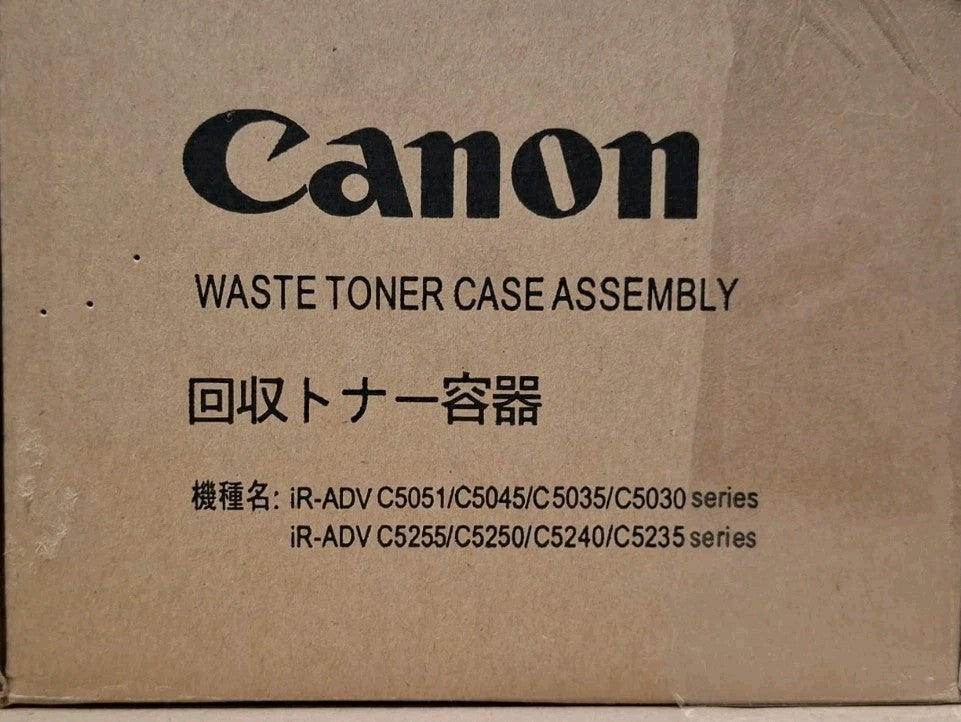 Canon
WASTE TONER CASE ASSEMBLY
回収トナー容器
機種名: iR-ADV C5051/C5045/C5035/C5030 series
iR-ADV C5255/C5250/C5240/C5235 series